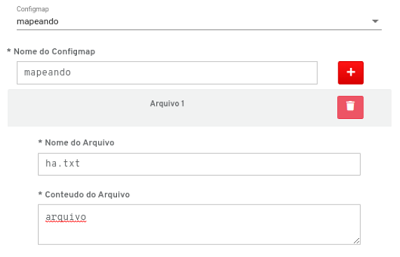 Configmap
mapeando
* Nome do Configmap
mapeando
+
Arquivo 1
* Nome do Arquivo
ha.txt
* Conteudo do Arquivo
arquivo